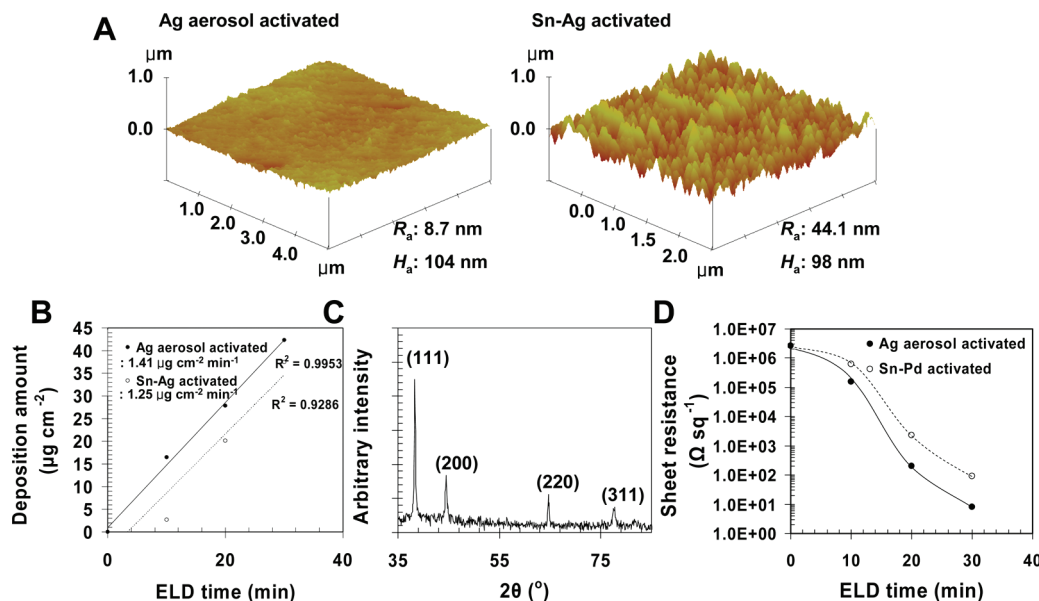 A
Ag aerosol activated
Sn-Ag activated
μm
1.0
0.0
1.0
2.0
3.0
4.0
μm
Ra: 8.7 nm
Ha: 104 nm
μm
1.0
0.0
0.0
1.0
1.5
2.0
μm
Ra: 44.1 nm
Ha: 98 nm
B
Deposition amount
(μg cm-2)
45
40
35
30
25
20
15
10
5
0
Ag aerosol activated
: 1.41 μg cm-2 min-1
Sn-Ag activated
: 1.25 μg cm-2 min-1
R2 = 0.9953
R2 = 0.9286
0
20
40
ELD time (min)
C
Arbitrary intensity
(111)
(200)
(220)
(311)
35
55
75
2θ (o)
D
Sheet resistance
(Ω sq-1)
1.0E+07
1.0E+06
1.0E+05
1.0E+04
1.0E+03
1.0E+02
1.0E+01
1.0E+00
Ag aerosol activated
Sn-Pd activated
0
10
20
30
40
ELD time (min)